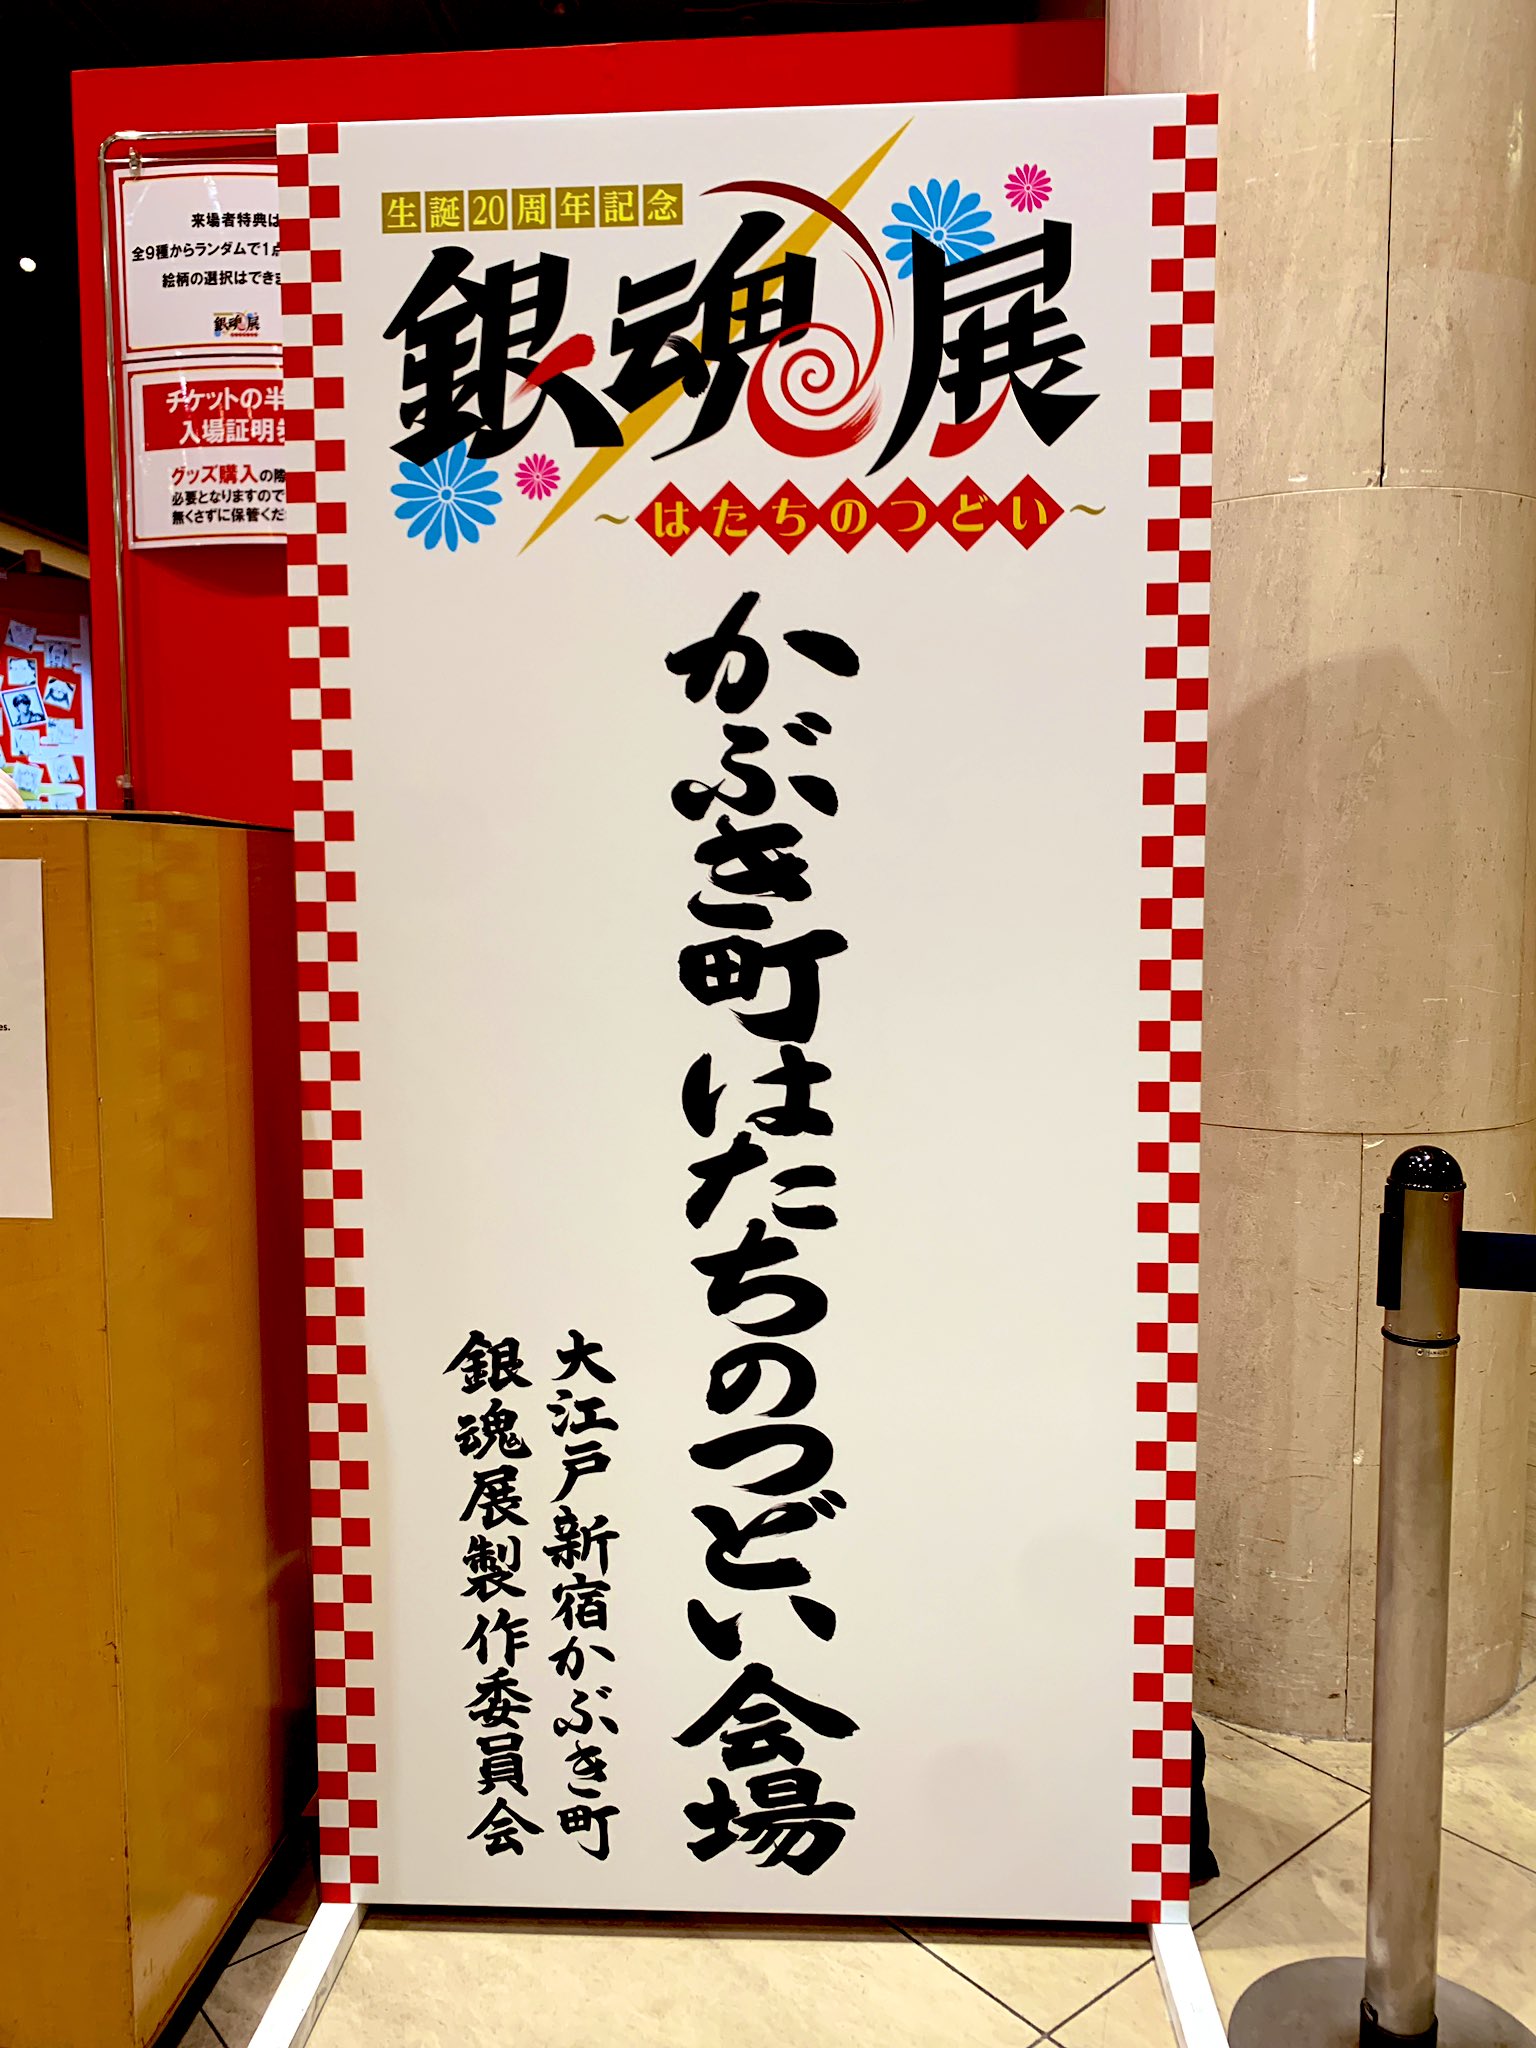 生誕20周年記念
銀魂展
～はたちのつどい～
かぶき町はたちのつどい会場
大江戸新宿かぶき町
銀魂展製作委員会
来場者特典は
全9種からランダムで1点
絵柄の選択はできま
銀魂展
チケットの半
入場証明
グッズ購入の際
必要となりますので
無くさずに保管くだ
es.